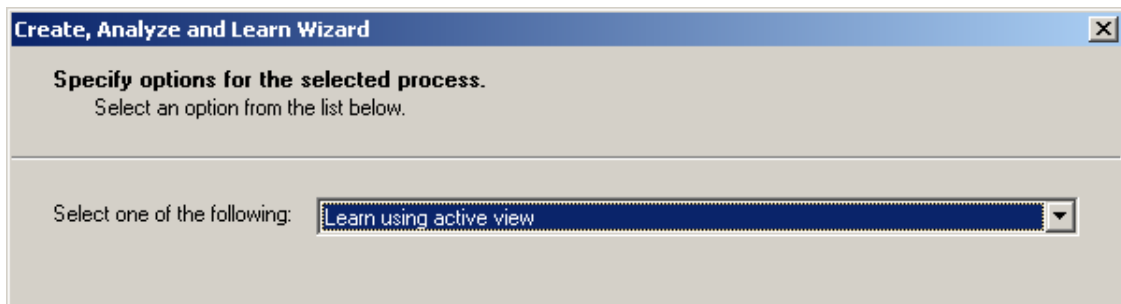 Create, Analyze and Learn Wizard
Specify options for the selected process.
Select an option from the list below.
Select one of the following: Learn using active view